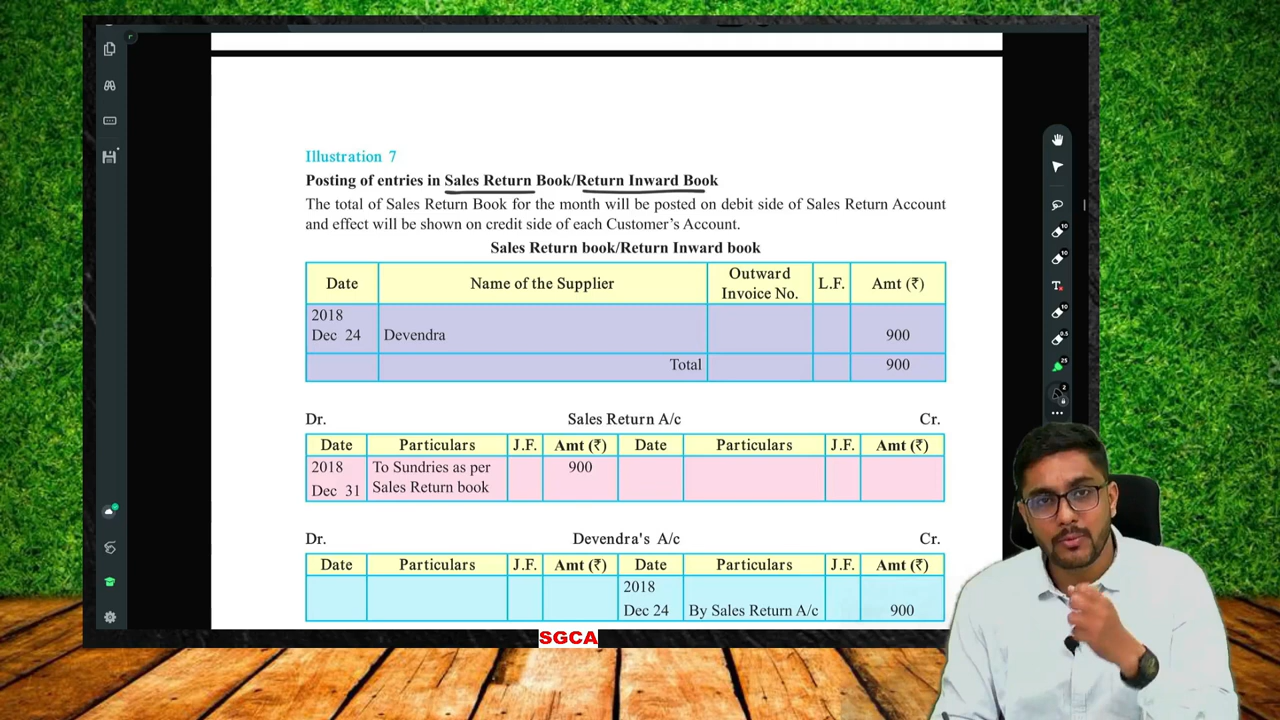 Illustration 7
Posting of entries in Sales Return Book/Return Inward Book
The total of Sales Return Book for the month will be posted on debit side of Sales Return Account
and effect will be shown on credit side of each Customer's Account.
Sales Return book/Return Inward book
Date Name of the Supplier Outward Invoice No. L.F. Amt (₹)
2018
Dec 24 Devendra 900
Total 900
Dr. Sales Return A/c Cr.
Date Particulars J.F. Amt (₹) Date Particulars J.F. Amt (₹)
2018 To Sundries as per 900
Dec 31 Sales Return book
Dr. Devendra's A/c Cr.
Date Particulars J.F. Amt (₹) Date Particulars J.F. Amt (₹)
2018
Dec 24 By Sales Return A/c 900
SGCA